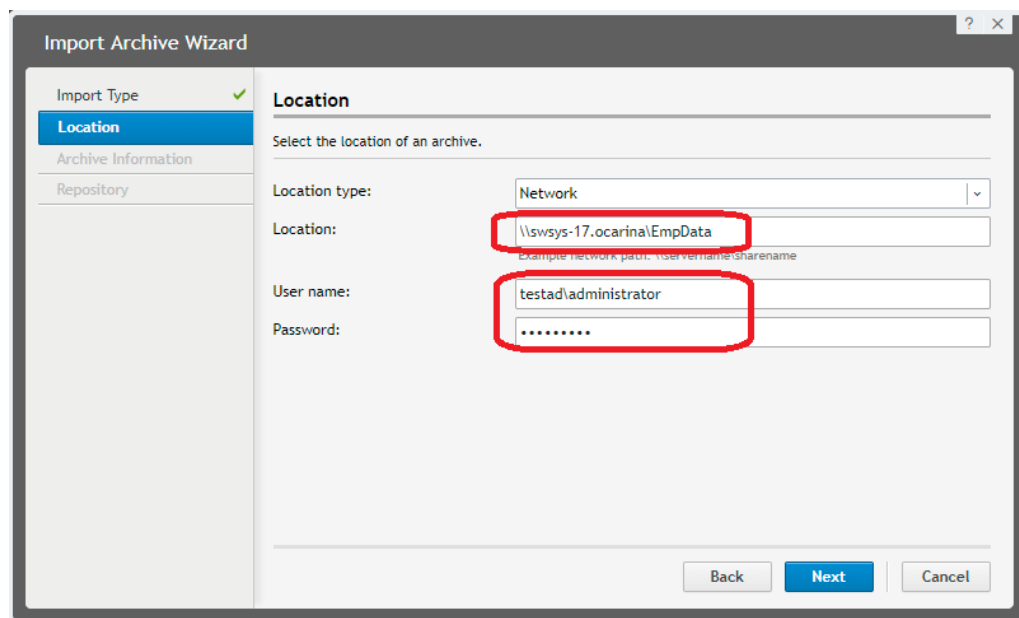 ? ×
Import Archive Wizard
Import Type
Location
Archive Information
Repository
Location
Select the location of an archive.
Location type:
Network
Location:
\\swsys-17.ocarina\EmpData
Example network path: \\servername\sharename
User name:
testad\administrator
Password:
•••••••••
Back
Next
Cancel